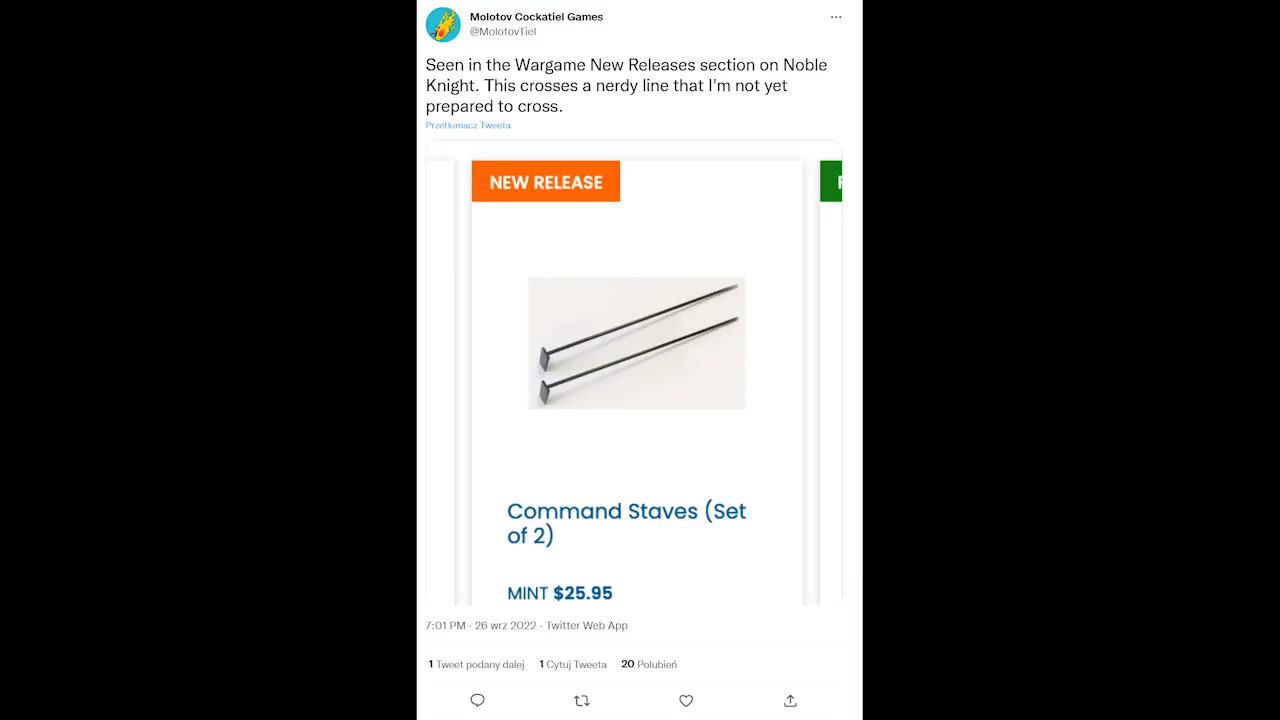 Molotov Cockatiel Games
@MolotovTiel
Seen in the Wargame New Releases section on Noble
Knight. This crosses a nerdy line that I'm not yet
prepared to cross.
Przetłumacz Tweeta
NEW RELEASE
Command Staves (Set
of 2)
MINT $25.95
7:01 PM · 26 wrz 2022 · Twitter Web App
1 Tweet podany dalej 1 Cytuj Tweeta 20 Polubień